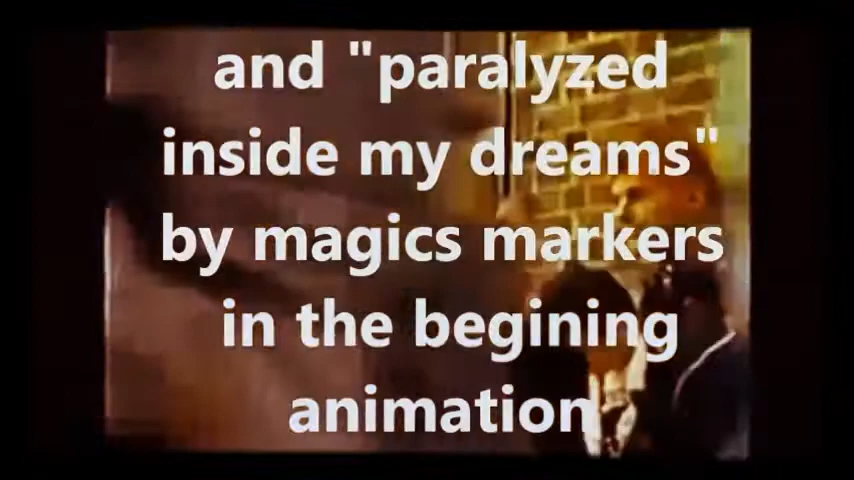 and "paralyzed
inside my dreams"
by magics markers
in the begining
animation